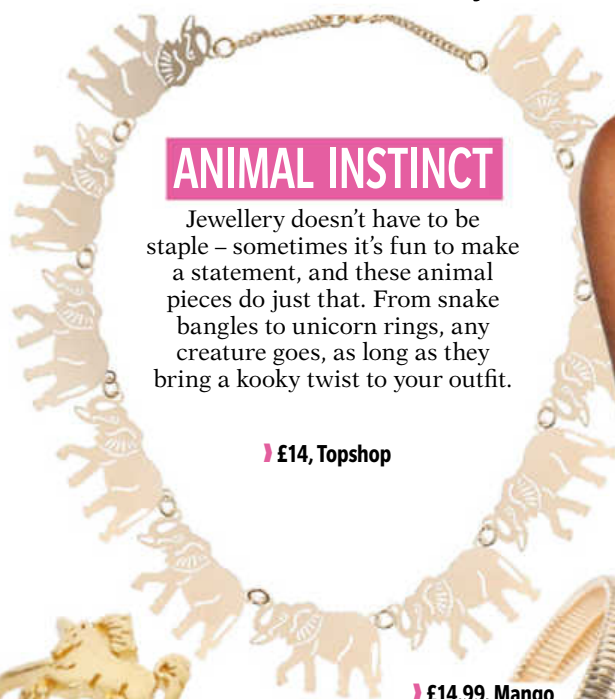 ANIMAL INSTINCT
Jewellery doesn't have to be
staple – sometimes it's fun to make
a statement, and these animal
pieces do just that. From snake
bangles to unicorn rings, any
creature goes, as long as they
bring a kooky twist to your outfit.
£14, Topshop
£14.99, Mango